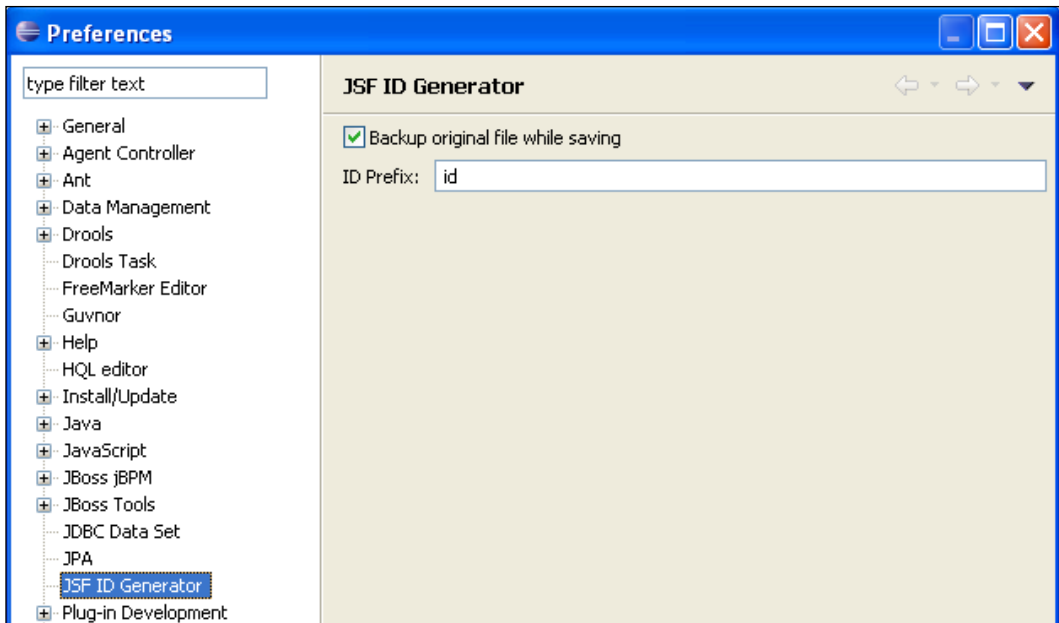 Preferences
type filter text
General
Agent Controller
Ant
Data Management
Drools
Drools Task
FreeMarker Editor
Guvnor
Help
HQL editor
Install/Update
Java
JavaScript
JBoss jBPM
JBoss Tools
JDBC Data Set
JPA
JSF ID Generator
Plug-in Development
JSF ID Generator
Backup original file while saving
ID Prefix: id